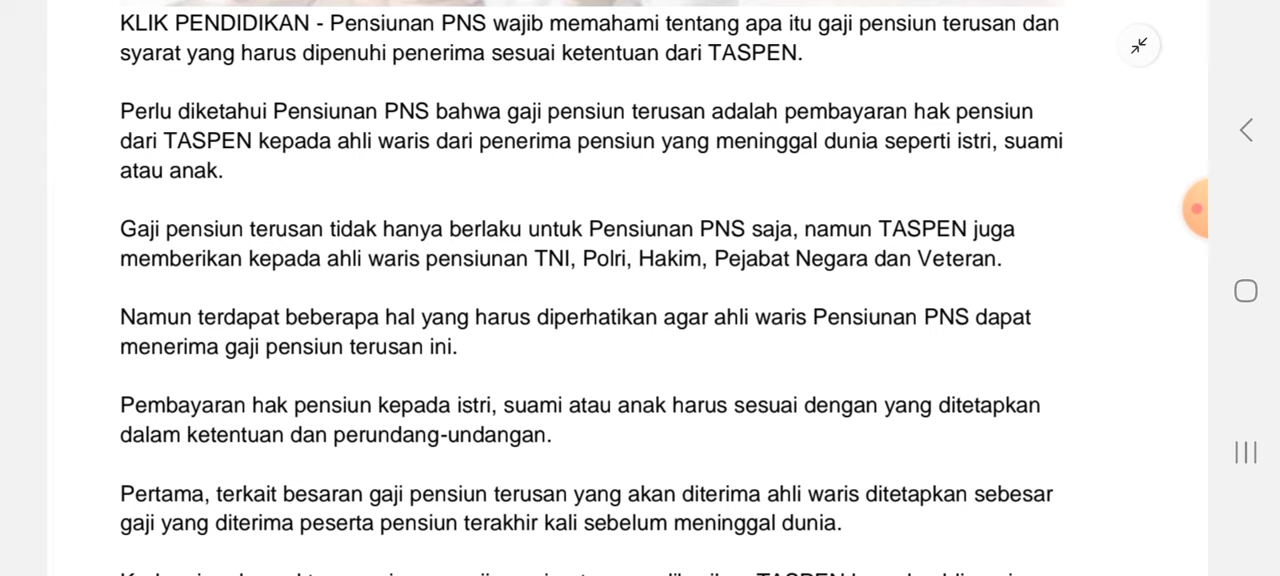 KLIK PENDIDIKAN - Pensiunan PNS wajib memahami tentang apa itu gaji pensiun terusan dan
syarat yang harus dipenuhi penerima sesuai ketentuan dari TASPEN.
Perlu diketahui Pensiunan PNS bahwa gaji pensiun terusan adalah pembayaran hak pensiun
dari TASPEN kepada ahli waris dari penerima pensiun yang meninggal dunia seperti istri, suami
atau anak.
Gaji pensiun terusan tidak hanya berlaku untuk Pensiunan PNS saja, namun TASPEN juga
memberikan kepada ahli waris pensiunan TNI, Polri, Hakim, Pejabat Negara dan Veteran.
Namun terdapat beberapa hal yang harus diperhatikan agar ahli waris Pensiunan PNS dapat
menerima gaji pensiun terusan ini.
Pembayaran hak pensiun kepada istri, suami atau anak harus sesuai dengan yang ditetapkan
dalam ketentuan dan perundang-undangan.
Pertama, terkait besaran gaji pensiun terusan yang akan diterima ahli waris ditetapkan sebesar
gaji yang diterima peserta pensiun terakhir kali sebelum meninggal dunia.